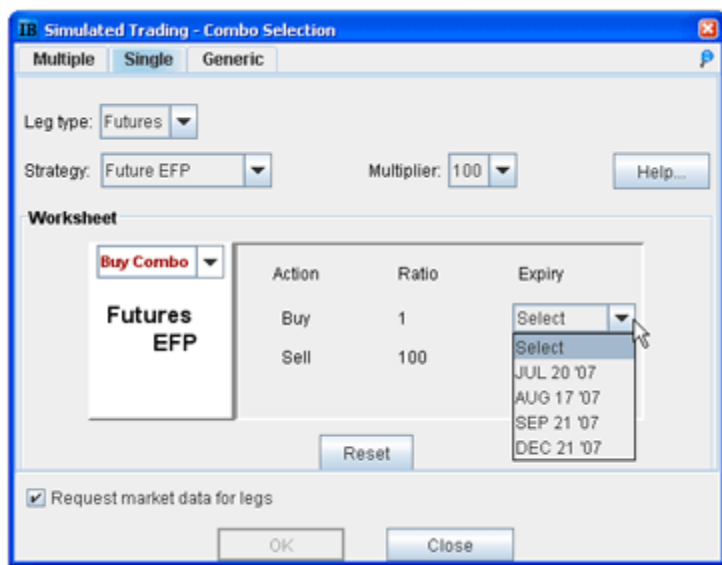 IB Simulated Trading - Combo Selection
Multiple Single Generic
Leg type: Futures
Strategy: Future EFP Multiplier: 100 Help...
Worksheet
Buy Combo
Action Ratio Expiry
Futures
EFP
Buy 1 Select
Sell 100
Select
JUL 20 '07
AUG 17 '07
SEP 21 '07
DEC 21 '07
Reset
Request market data for legs
OK Close